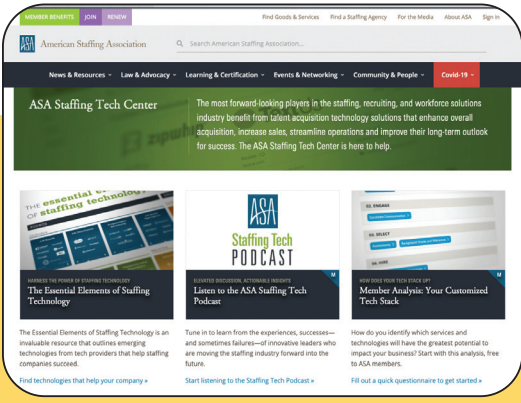 MEMBER BENEFITS JOIN RENEW Find Goods & Services Find a Staffing Agency For the Media About ASA Sign in
ASA American Staffing Association Search American Staffing Association...
News & Resources Law & Advocacy Learning & Certification Events & Networking Community & People Covid-19
ASA Staffing Tech Center
The most forward-looking players in the staffing, recruiting, and workforce solutions
industry benefit from talent acquisition technology solutions that enhance overall
acquisition, increase sales, streamline operations and improve their long-term outlook
for success. The ASA Staffing Tech Center is here to help.
THE essential
OF staffing technology
HARNESS THE POWER OF STAFFING TECHNOLOGY
The Essential Elements of Staffing
Technology
The Essential Elements of Staffing Technology is an
invaluable resource that outlines emerging
technologies from tech providers that help staffing
companies succeed.
Find technologies that help your company »
ASA
Staffing Tech
PODCAST
M
ELEVATED DISCUSSION, ACTIONABLE INSIGHTS
Listen to the ASA Staffing Tech
Podcast
Tune in to learn from the experiences, successes—
and sometimes failures—of innovative leaders who
are moving the staffing industry forward into the
future.
Start listening to the Staffing Tech Podcast »
03. ENGAGE
04. SELECT
M
HOW DOES YOUR TECH STACK UP?
Member Analysis: Your Customized
Tech Stack
How do you identify which services and
technologies will have the greatest potential to
impact your business? Start with this analysis, free
to ASA members.
Fill out a quick questionnaire to get started »